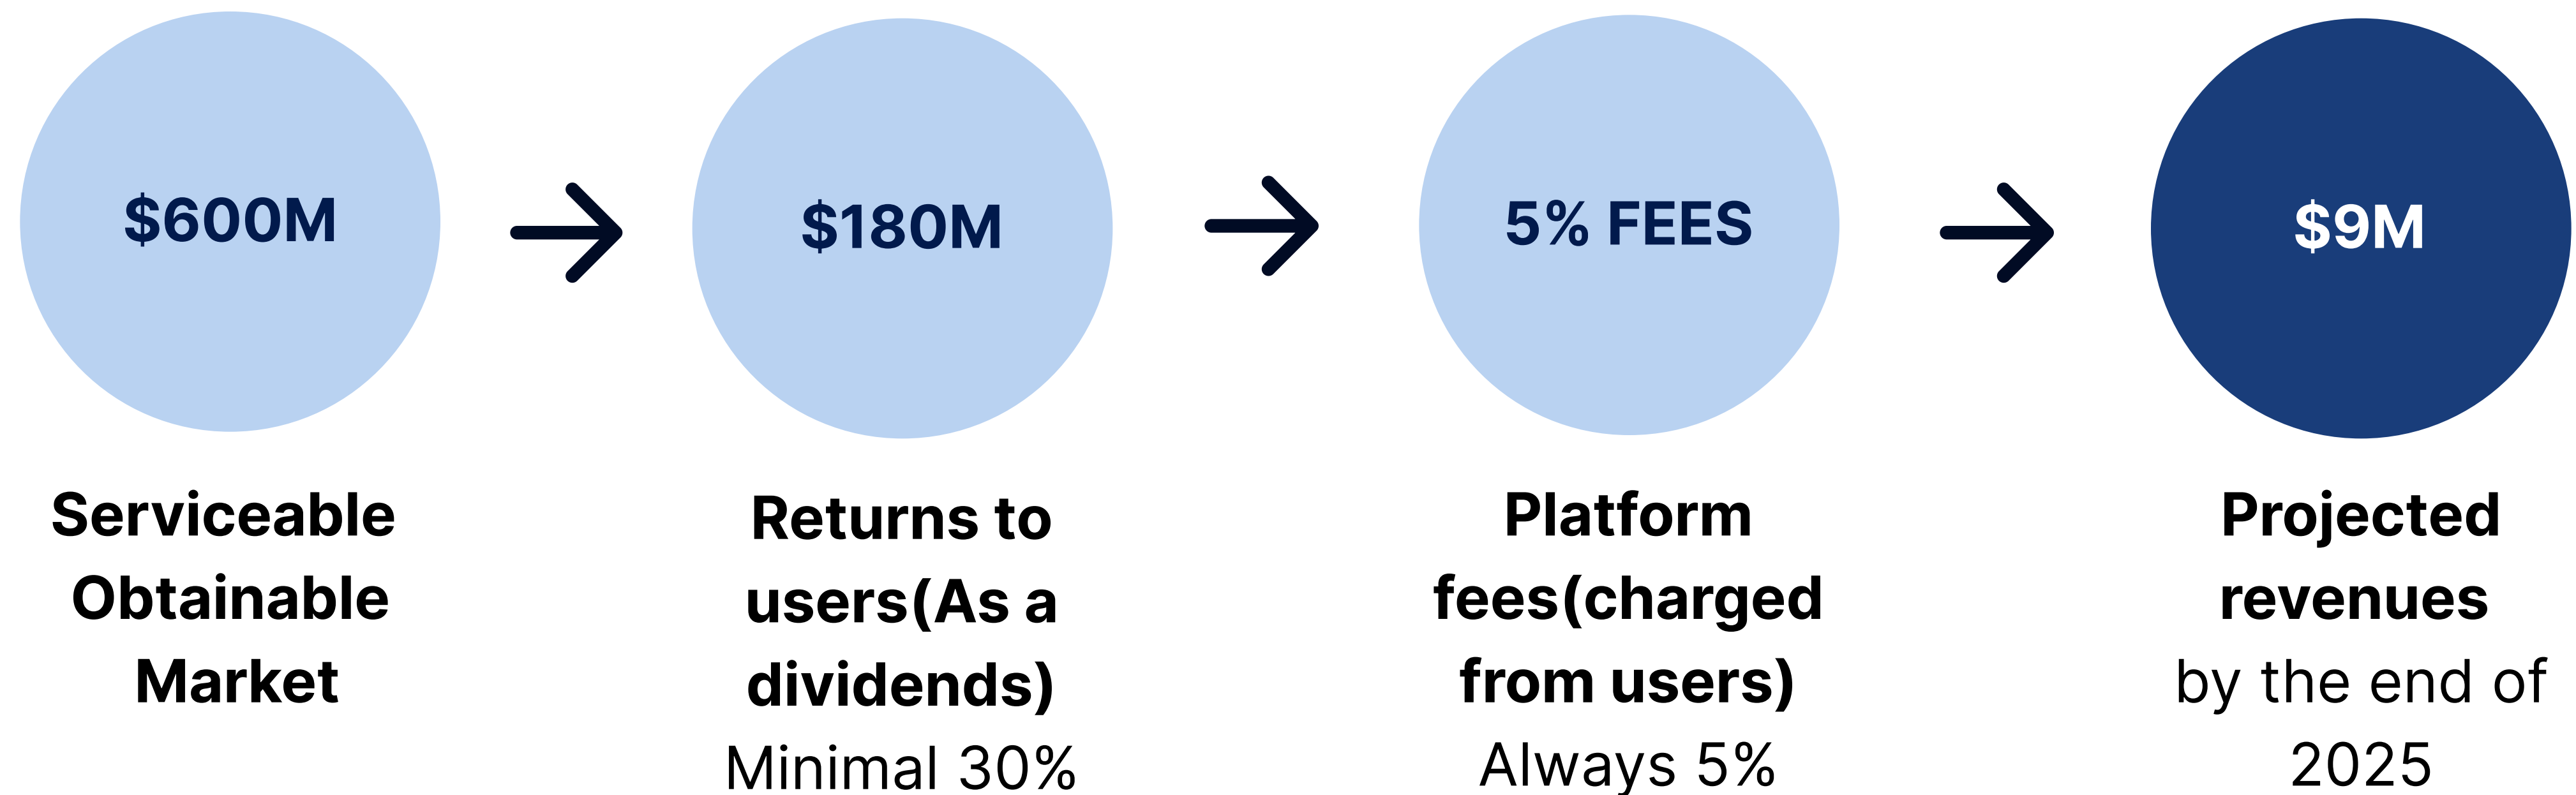 $600M
Serviceable
Obtainable
Market
$180M
Returns to
users(As a
dividends)
Minimal 30%
5% FEES
Platform
fees(charged
from users)
Always 5%
$9M
Projected
revenues
by the end of
2025